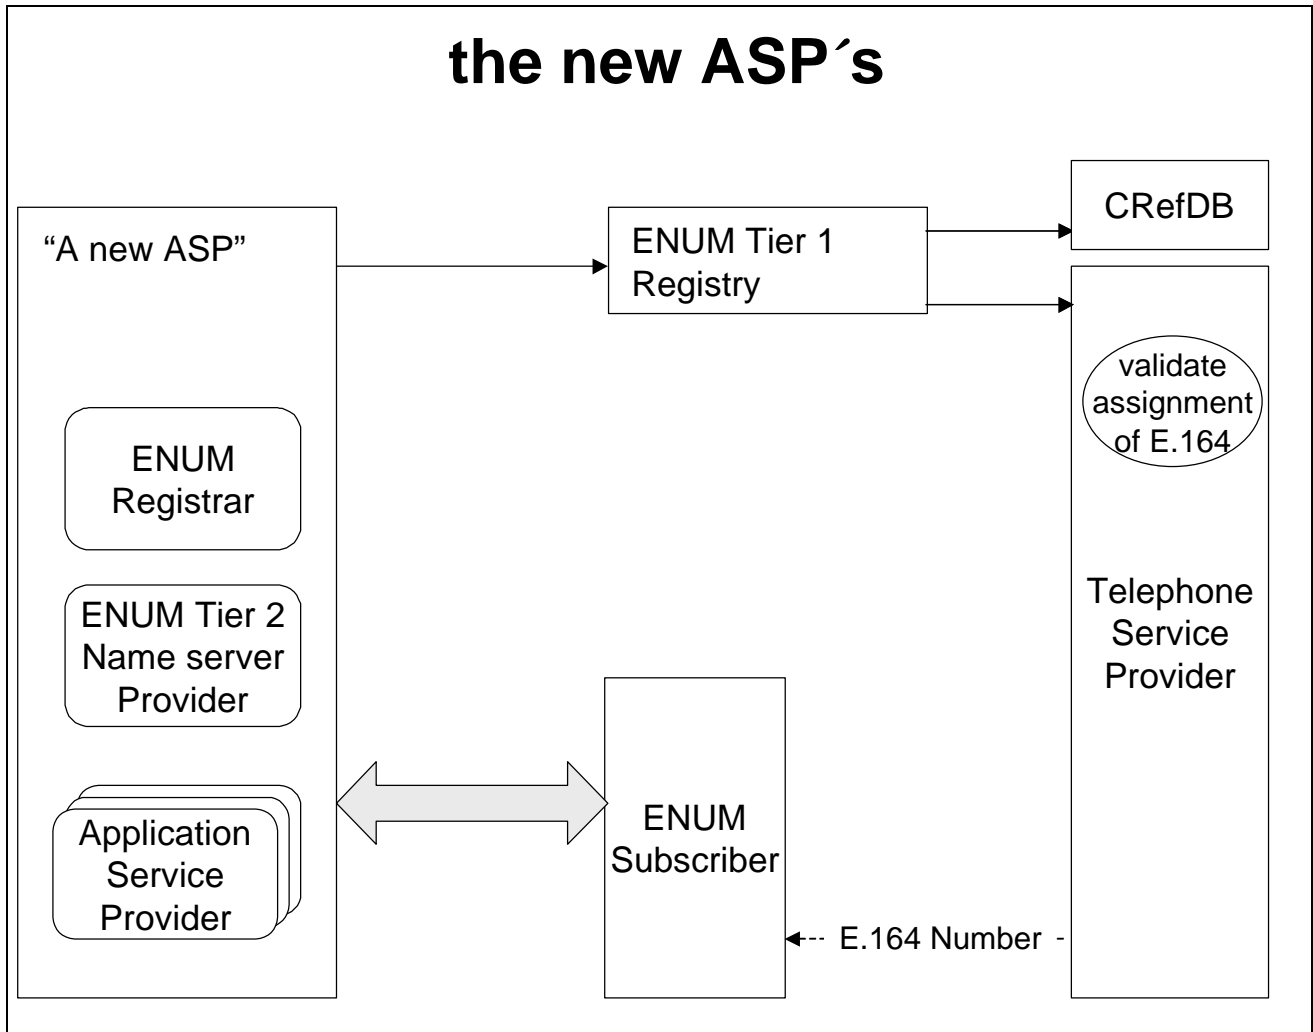 the new ASP´s
“A new ASP”
ENUM
Registrar
ENUM Tier 2
Name server
Provider
Application
Service
Provider
ENUM Tier 1
Registry
CRefDB
validate
assignment
of E.164
Telephone
Service
Provider
ENUM
Subscriber
E.164 Number